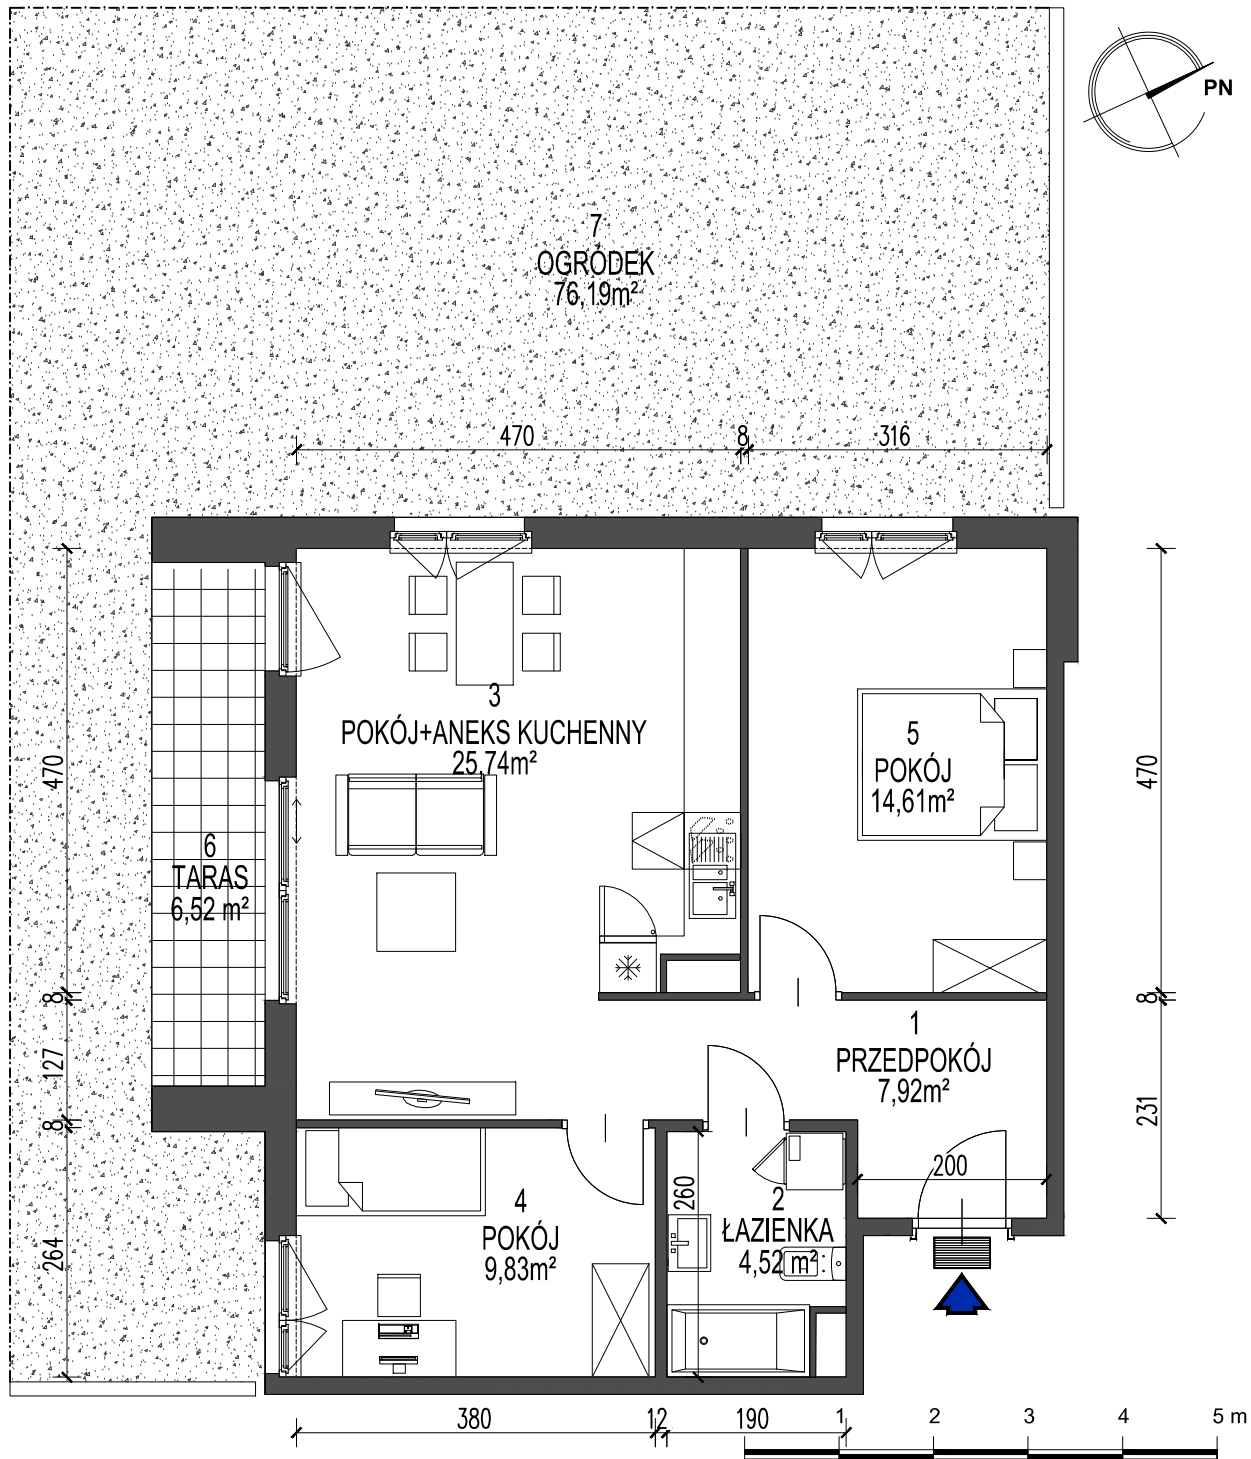 PN
7
OGRÓDEK
76,19m²
470
8
316
3
POKÓJ+ANEKS KUCHENNY
25,74m²
5
POKÓJ
14,61m²
470
470
6
TARAS
6,52 m²
8
8
1
PRZEDPOKÓJ
7,92m²
127
231
8
200
260
2
ŁAZIENKA
4,52 m²
4
POKÓJ
9,83m²
264
380
12
190
1
2
3
4
5 m